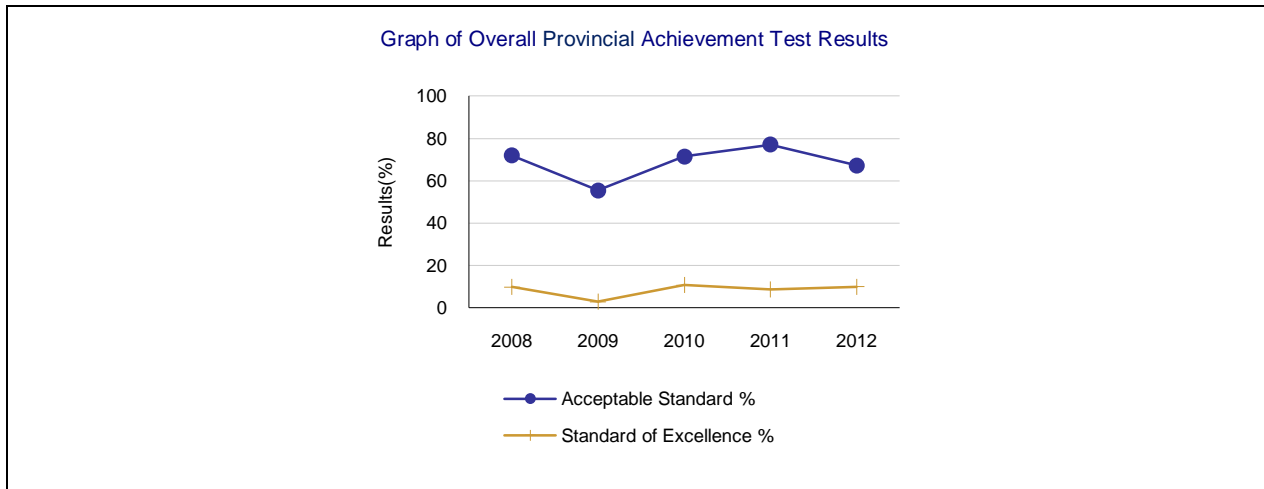 Graph of Overall Provincial Achievement Test Results
100
80
60
40
20
0
Results(%)
2008 2009 2010 2011 2012
Acceptable Standard %
Standard of Excellence %